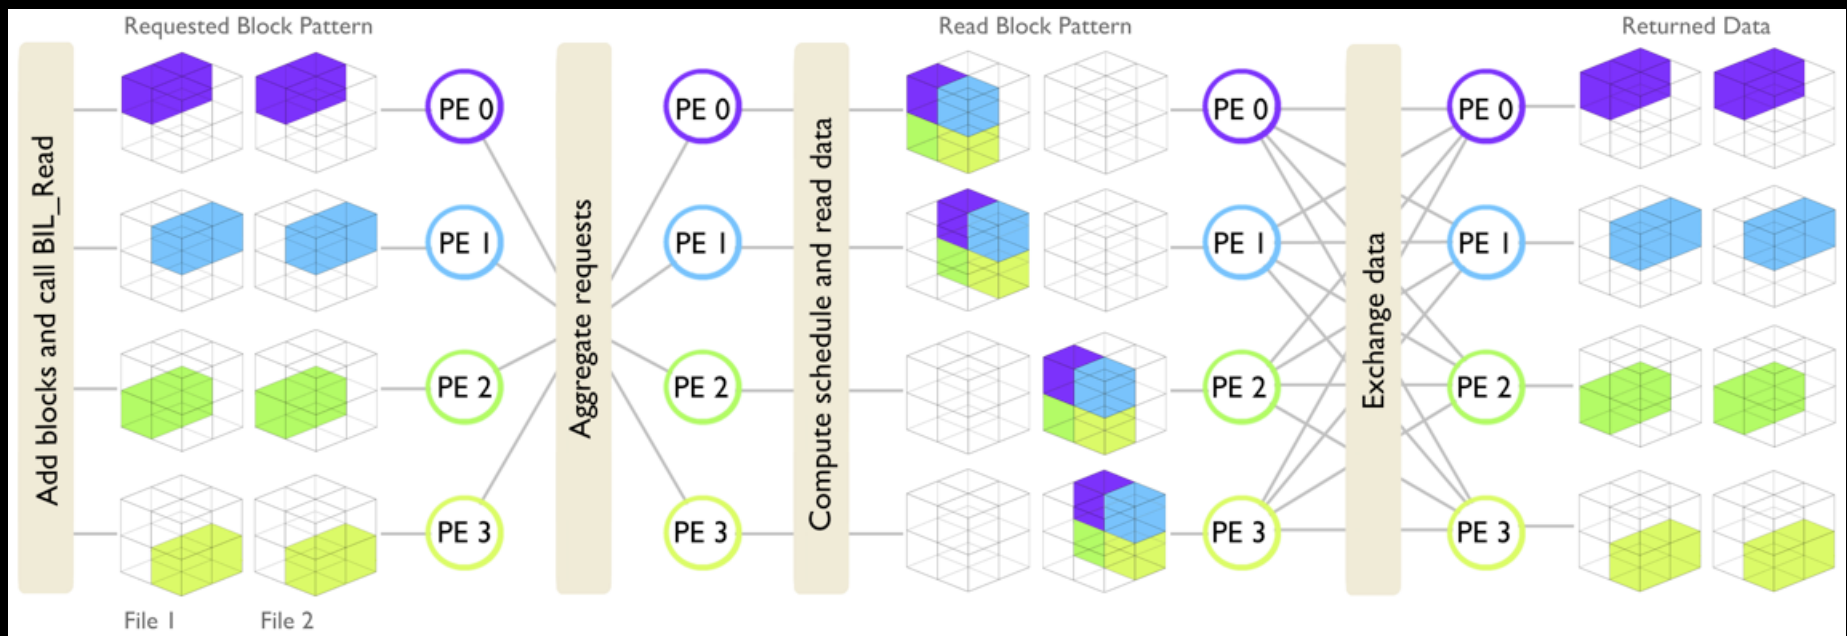 Requested Block Pattern
Read Block Pattern
Returned Data
Add blocks and call BIL_Read
Aggregate requests
Compute schedule and read data
Exchange data
PE 0
PE 0
PE 0
PE 0
PE 1
PE 1
PE 1
PE 1
PE 2
PE 2
PE 2
PE 2
PE 3
PE 3
PE 3
PE 3
File 1
File 2